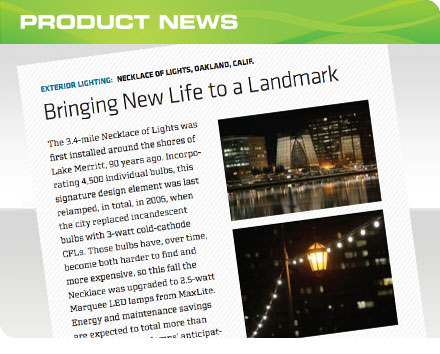 PRODUCT NEWS
EXTERIOR LIGHTING: NECKLACE OF LIGHTS, OAKLAND, CALIF.
Bringing New Life to a Landmark
The 3.4-mile Necklace of Lights was
first installed around the shores of
Lake Merritt, 90 years ago. Incorpo-
rating 4,500 individual bulbs, this
signature design element was last
relamped, in total, in 2005, when
the city replaced incandescent
bulbs with 3-watt cold-cathode
CFLs. Those bulbs have, over time,
become both harder to find and
more expensive, so this fall the
Necklace was upgraded to 2.5-watt
Marquee LED lamps from MaxLite.
Energy and maintenance savings
are expected to total more than
lamps' anticipat-